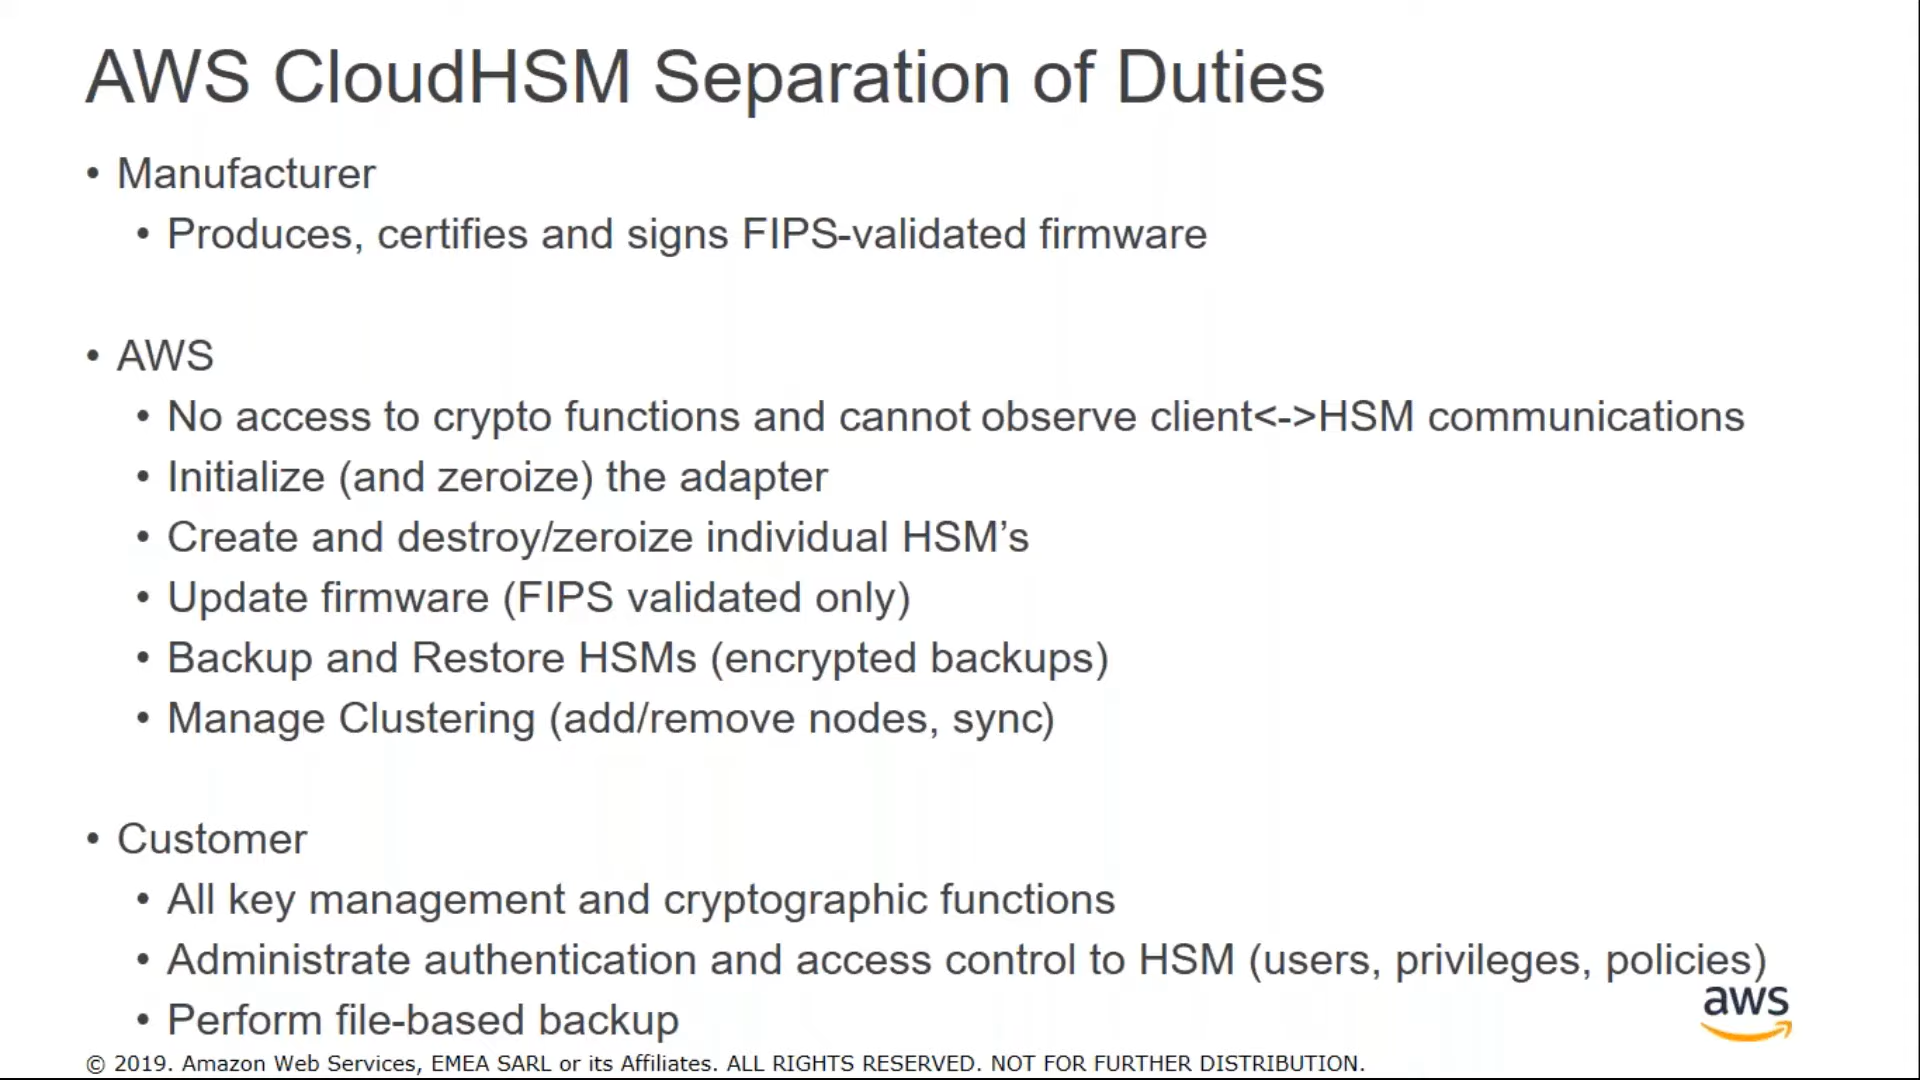 AWS CloudHSM Separation of Duties
• Manufacturer
• Produces, certifies and signs FIPS-validated firmware
• AWS
• No access to crypto functions and cannot observe client<->HSM communications
• Initialize (and zeroize) the adapter
• Create and destroy/zeroize individual HSM’s
• Update firmware (FIPS validated only)
• Backup and Restore HSMs (encrypted backups)
• Manage Clustering (add/remove nodes, sync)
• Customer
• All key management and cryptographic functions
• Administrate authentication and access control to HSM (users, privileges, policies)
• Perform file-based backup
aws
© 2019. Amazon Web Services, EMEA SARL or its Affiliates. ALL RIGHTS RESERVED. NOT FOR FURTHER DISTRIBUTION.